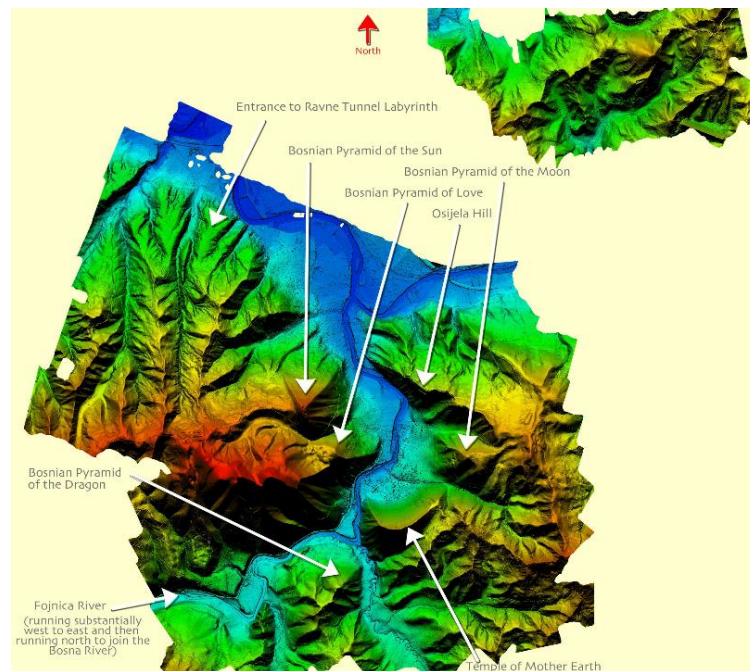 North
Entrance to Ravne Tunnel Labyrinth
Bosnian Pyramid of the Sun
Bosnian Pyramid of the Moon
Bosnian Pyramid of Love
Osijela Hill
Bosnian Pyramid
of the Dragon
Fojnica River
(running substantially
west to east and then
running north to join the
Bosna River)
Temple of Mother Earth